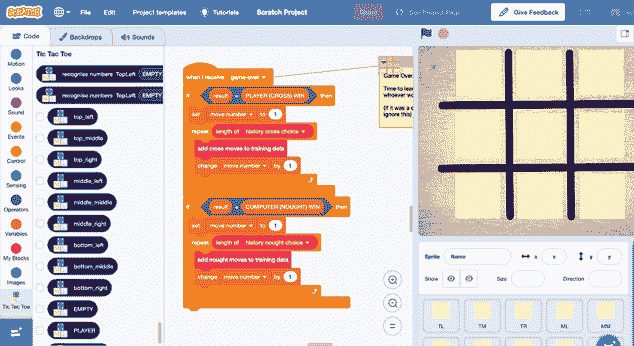 SCRATCH
File
Edit
Project templates
Tutorials
Scratch Project
See Project Page
Give Feedback
Code
Backdrops
Sounds
Motion
Looks
Sound
Events
Control
Sensing
Operators
Variables
My Blocks
Images
Tic Tac Toe
Tic Tac Toe
recognise numbers TopLeft EMPTY
recognise numbers TopLeft EMPTY
top_left
top_middle
top_right
middle_left
middle_middle
middle_right
bottom_left
bottom_middle
bottom_right
EMPTY
PLAYER
when I receive game-over
if result = PLAYER (CROSS) WIN then
set move number to 1
repeat length of history cross choice
add cross moves to training data
change move number by 1
if result = COMPUTER (NOUGHT) WIN then
set move number to 1
repeat length of history nought choice
add nought moves to training data
change move number by 1
Game Over
Time to lea
whoever w
(if it was a
ignore this)
Sprite
Name
x
x
y
y
Show
Size
Direction
TL
TM
TR
ML
MM